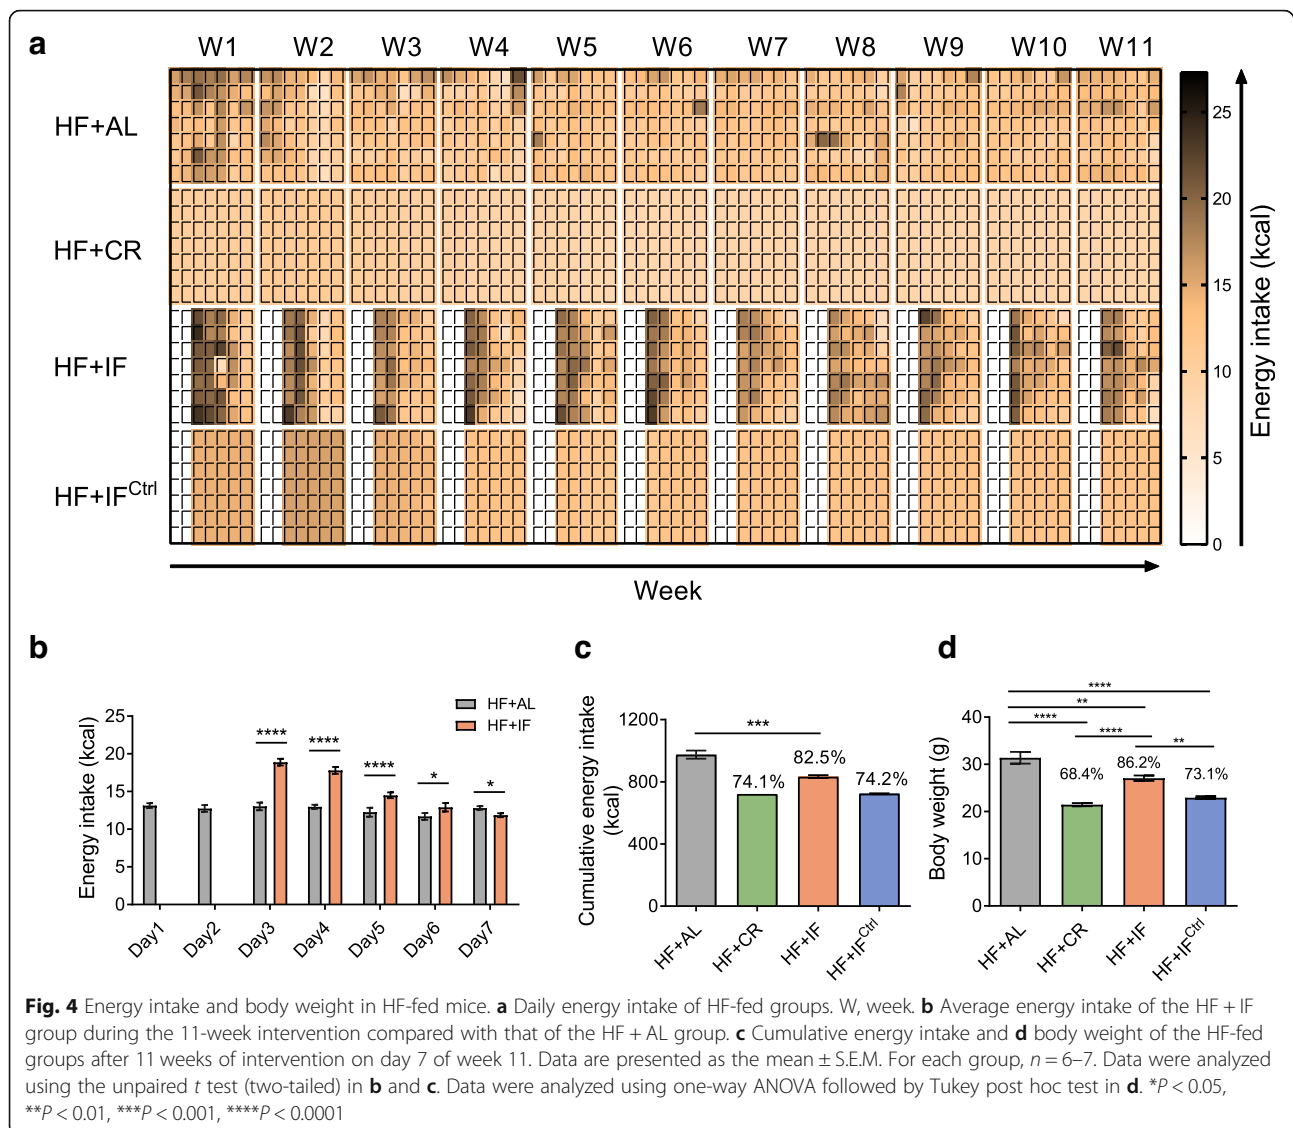 a
W1 W2 W3 W4 W5 W6 W7 W8 W9 W10 W11
HF+AL
HF+CR
HF+IF
HF+IF^Ctrl
25
20
15
10
5
0
Energy intake (kcal)
Week
b
HF+AL
HF+IF
Energy intake (kcal)
25
20
15
10
5
0
**** **** **** * *
Day1 Day2 Day3 Day4 Day5 Day6 Day7
c
Cumulative energy intake
(kcal)
1200
800
400
0
***
74.1% 82.5% 74.2%
HF+AL HF+CR HF+IF HF+IF^Ctrl
d
Body weight (g)
40
30
20
10
0
****
**
****
****
**
68.4% 86.2% 73.1%
HF+AL HF+CR HF+IF HF+IF^Ctrl
Fig. 4 Energy intake and body weight in HF-fed mice. a Daily energy intake of HF-fed groups. W, week. b Average energy intake of the HF + IF
group during the 11-week intervention compared with that of the HF + AL group. c Cumulative energy intake and d body weight of the HF-fed
groups after 11 weeks of intervention on day 7 of week 11. Data are presented as the mean ± S.E.M. For each group, n = 6–7. Data were analyzed
using the unpaired t test (two-tailed) in b and c. Data were analyzed using one-way ANOVA followed by Tukey post hoc test in d. *P < 0.05,
**P < 0.01, ***P < 0.001, ****P < 0.0001